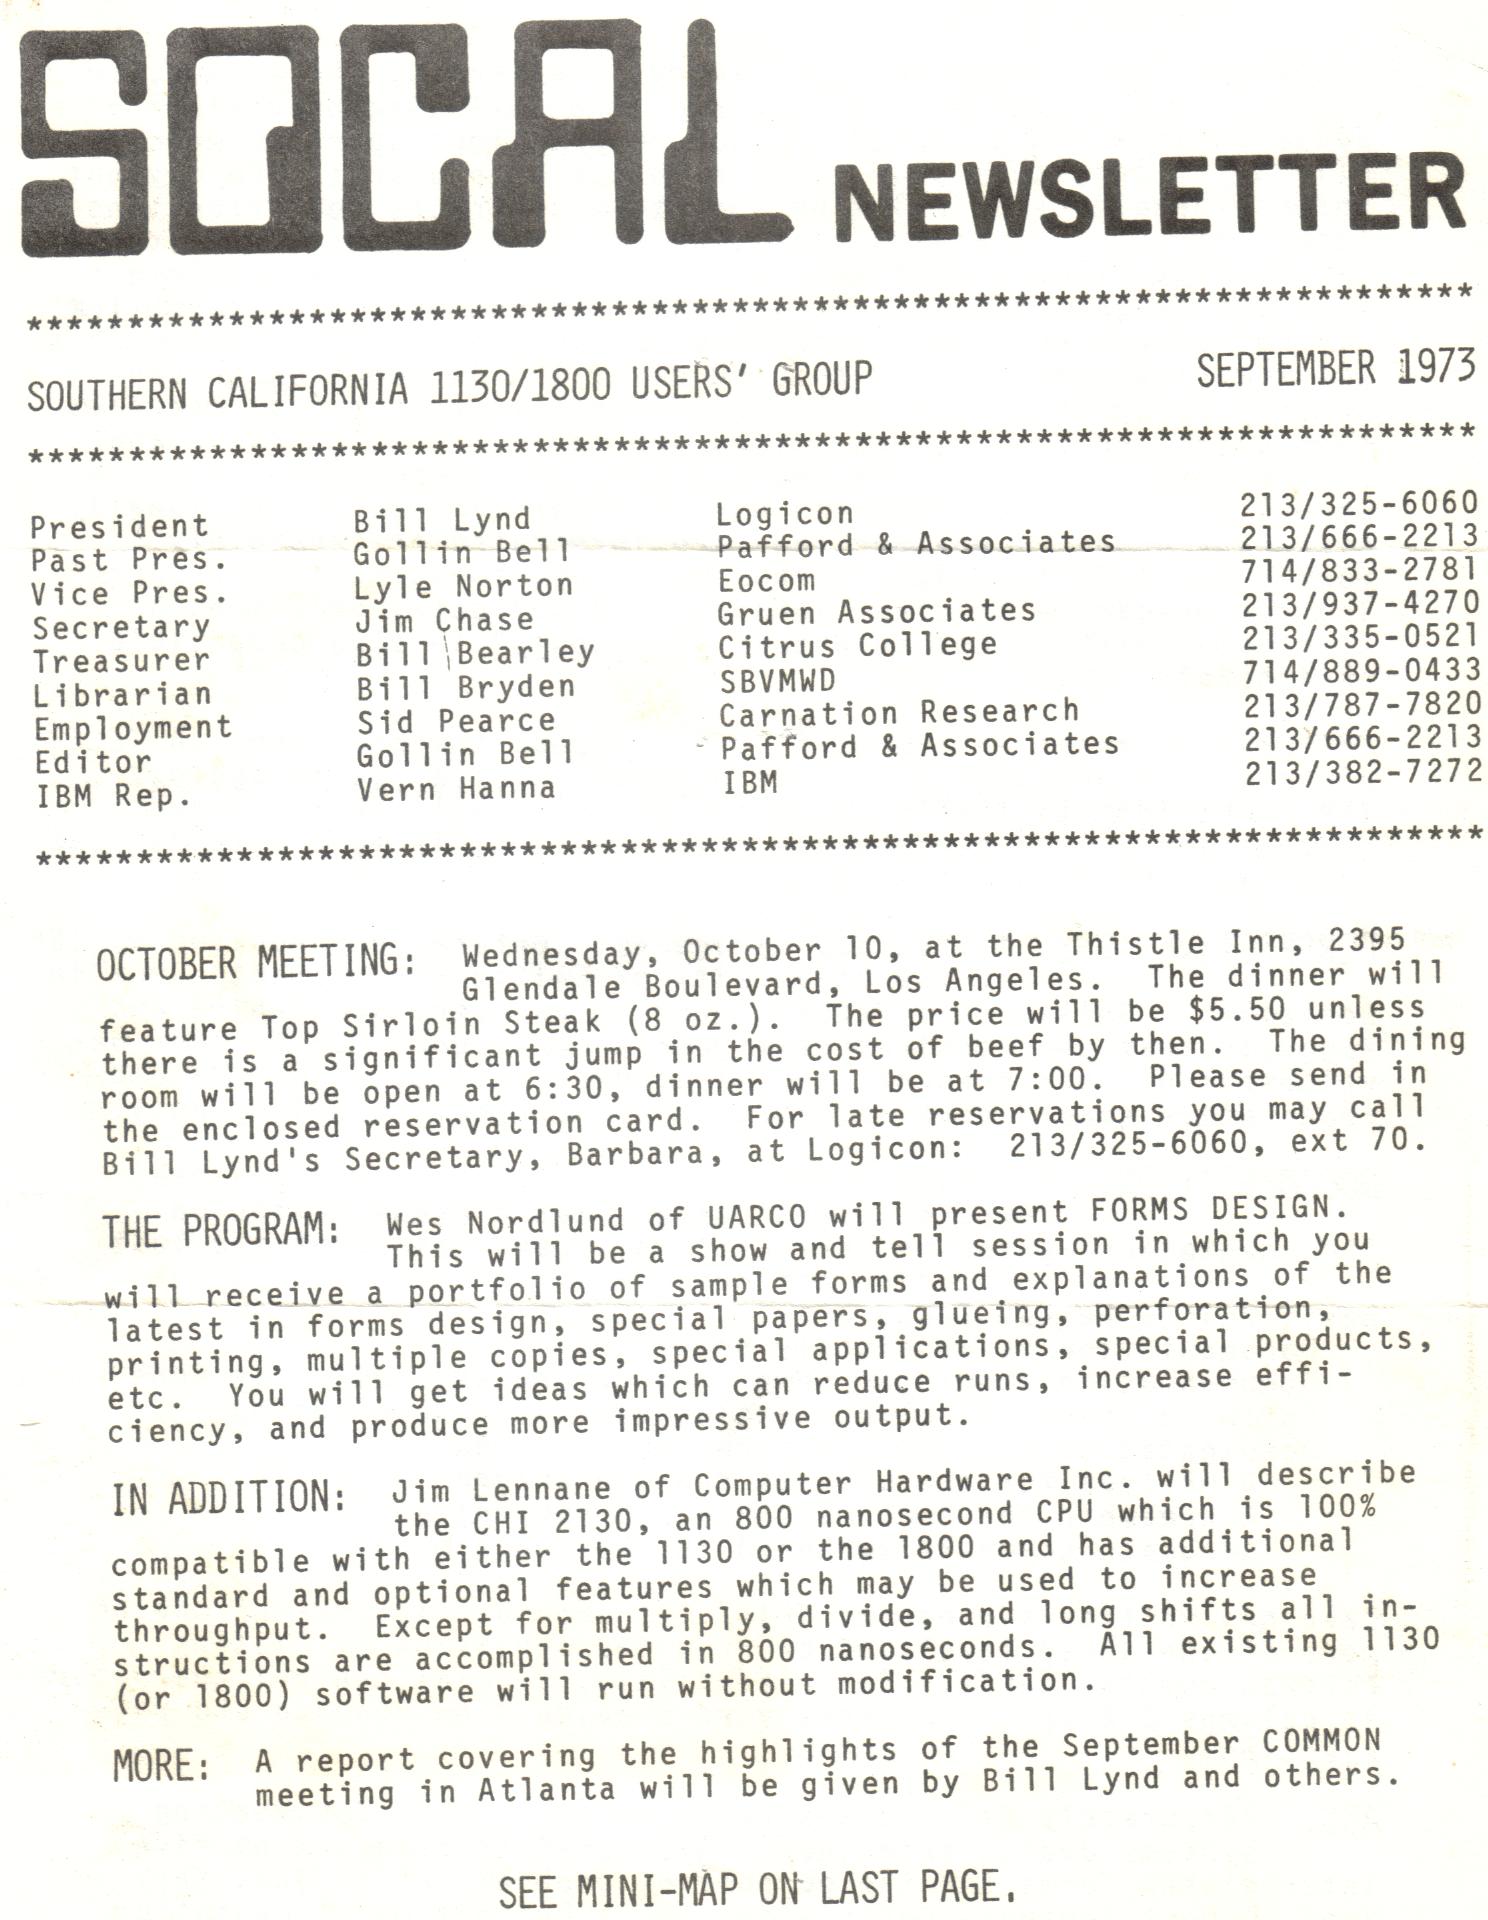 SOCAL NEWSLETTER
************************************************************************
SOUTHERN CALIFORNIA 1130/1800 USERS' GROUP SEPTEMBER 1973
************************************************************************
President Bill Lynd Logicon 213/325-6060
Past Pres. Gollin Bell Pafford & Associates 213/666-2213
Vice Pres. Lyle Norton Eocom 714/833-2781
Secretary Jim Chase Gruen Associates 213/937-4270
Treasurer Bill Bearley Citrus College 213/335-0521
Librarian Bill Bryden SBVMWD 714/889-0433
Employment Sid Pearce Carnation Research 213/787-7820
Editor Gollin Bell Pafford & Associates 213/666-2213
IBM Rep. Vern Hanna IBM 213/382-7272
************************************************************************
OCTOBER MEETING: Wednesday, October 10, at the Thistle Inn, 2395
Glendale Boulevard, Los Angeles. The dinner will
feature Top Sirloin Steak (8 oz.). The price will be $5.50 unless
there is a significant jump in the cost of beef by then. The dining
room will be open at 6:30, dinner will be at 7:00. Please send in
the enclosed reservation card. For late reservations you may call
Bill Lynd's Secretary, Barbara, at Logicon: 213/325-6060, ext 70.
THE PROGRAM: Wes Nordlund of UARCO will present FORMS DESIGN.
This will be a show and tell session in which you
will receive a portfolio of sample forms and explanations of the
latest in forms design, special papers, glueing, perforation,
printing, multiple copies, special applications, special products,
etc. You will get ideas which can reduce runs, increase effi-
ciency, and produce more impressive output.
IN ADDITION: Jim Lennane of Computer Hardware Inc. will describe
the CHI 2130, an 800 nanosecond CPU which is 100%
compatible with either the 1130 or the 1800 and has additional
standard and optional features which may be used to increase
throughput. Except for multiply, divide, and long shifts all in-
structions are accomplished in 800 nanoseconds. All existing 1130
(or 1800) software will run without modification.
MORE: A report covering the highlights of the September COMMON
meeting in Atlanta will be given by Bill Lynd and others.
SEE MINI-MAP ON LAST PAGE.